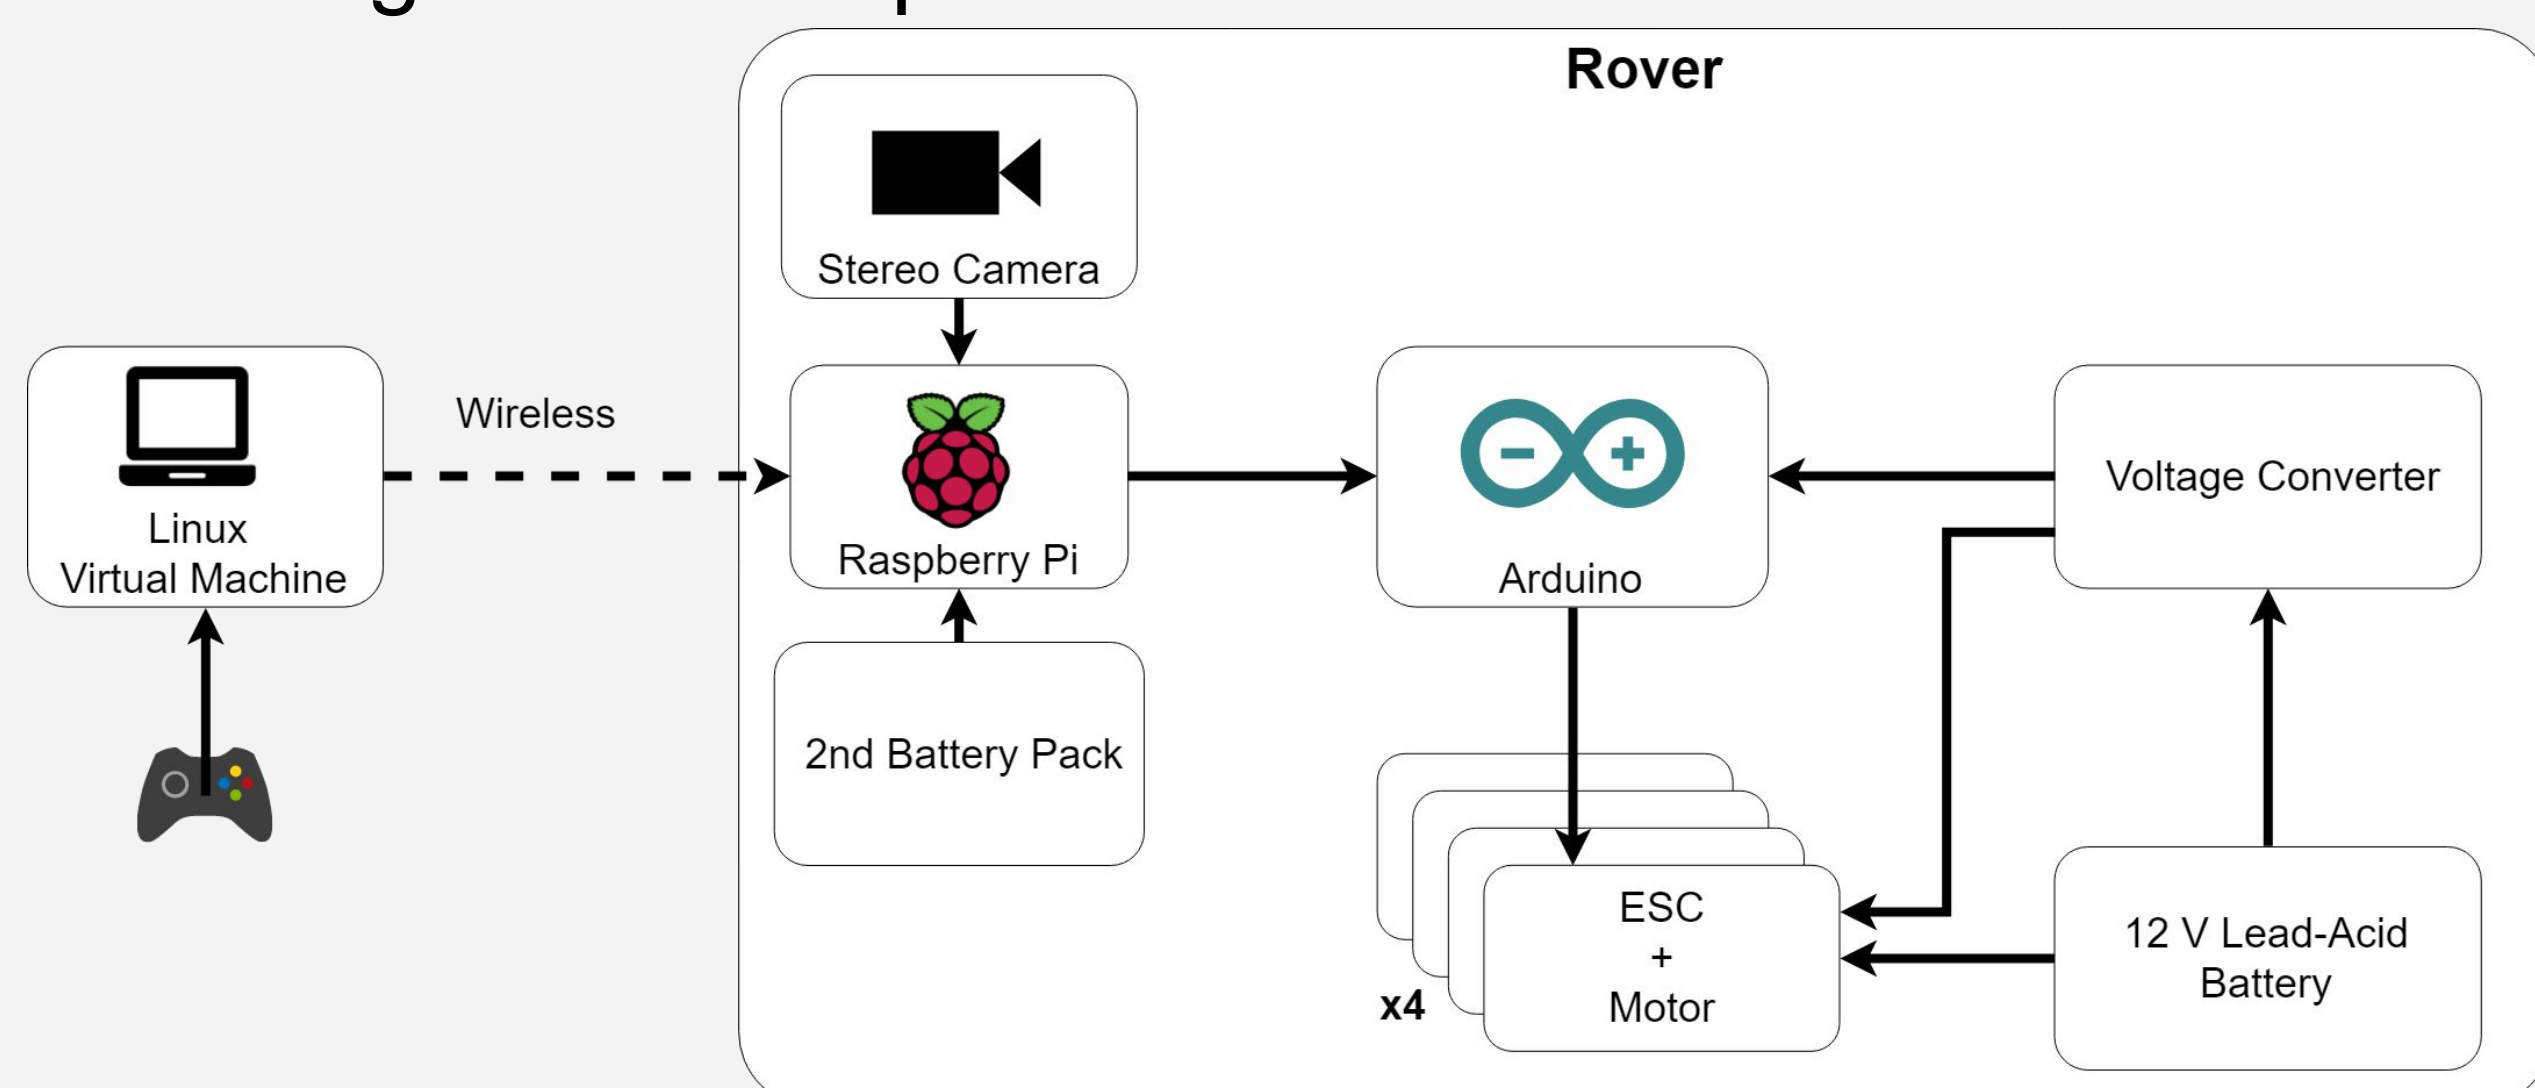 Rover
Stereo Camera
Wireless
Linux
Virtual Machine
Raspberry Pi
Arduino
Voltage Converter
2nd Battery Pack
ESC
+
Motor
x4
12 V Lead-Acid
Battery